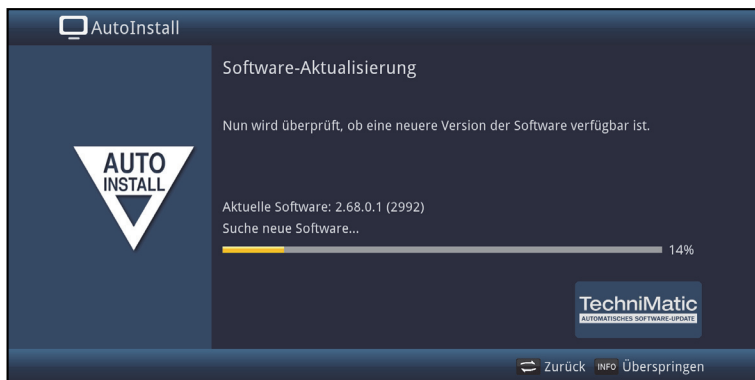 AutoInstall
Software-Aktualisierung
Nun wird überprüft, ob eine neuere Version der Software verfügbar ist.
AUTO
INSTALL
Aktuelle Software: 2.68.0.1 (2992)
Suche neue Software...
14%
TechniMatic
AUTOMATISCHES SOFTWARE-UPDATE
Zurück INFO Überspringen